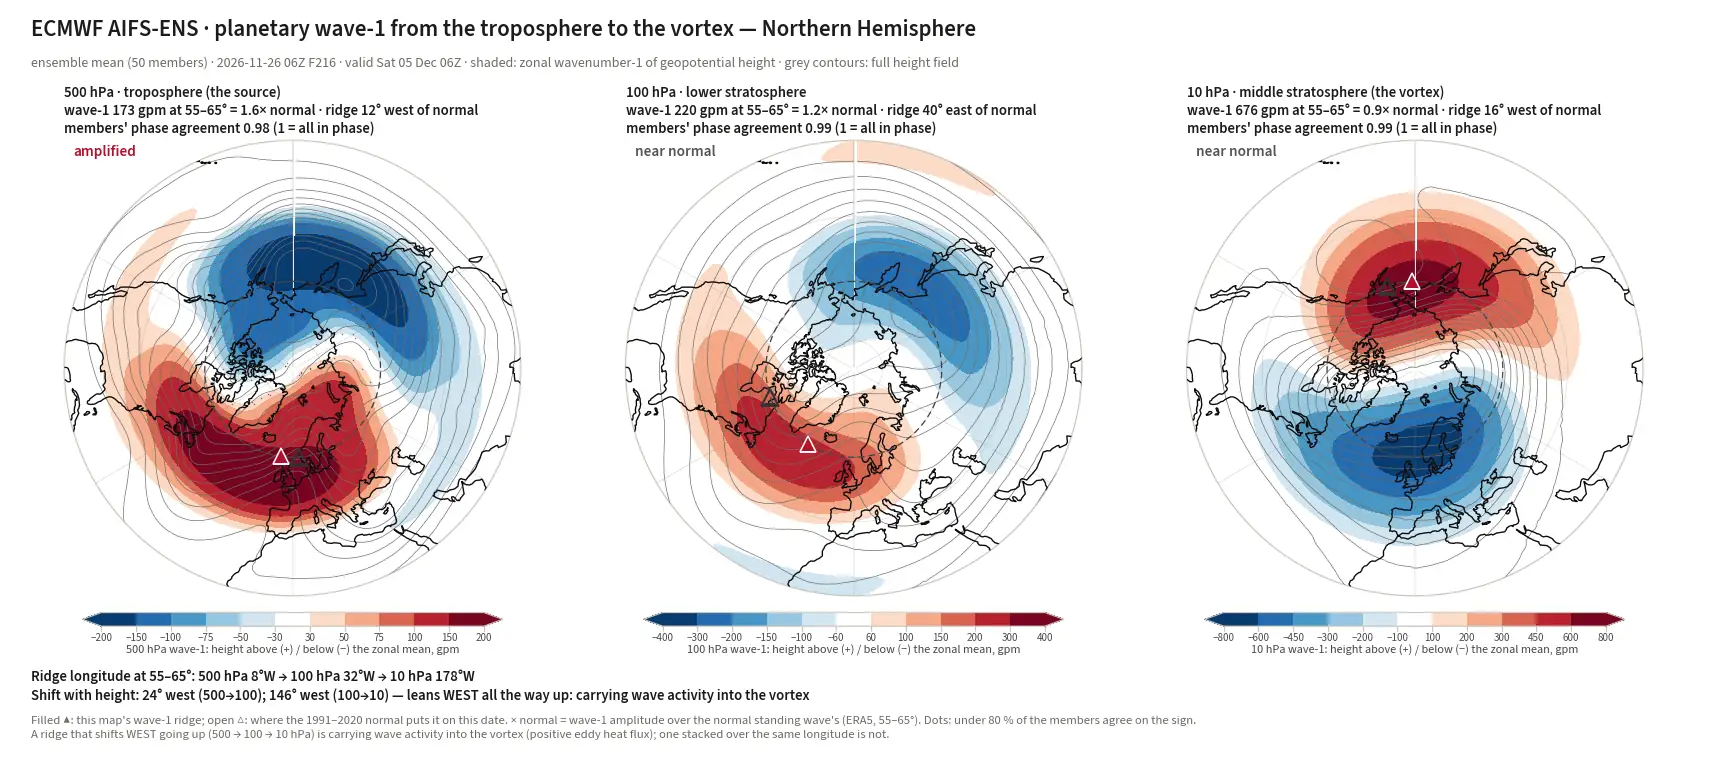 ECMWF AIFS-ENS · planetary wave-1 from the troposphere to the vortex — Northern Hemisphere
ensemble mean (50 members) · 2026-11-26 06Z F216 · valid Sat 05 Dec 06Z · shaded: zonal wavenumber-1 of geopotential height · grey contours: full height field
500 hPa · troposphere (the source)
wave-1 173 gpm at 55–65° = 1.6× normal · ridge 12° west of normal
members' phase agreement 0.98 (1 = all in phase)
amplified
100 hPa · lower stratosphere
wave-1 220 gpm at 55–65° = 1.2× normal · ridge 40° east of normal
members' phase agreement 0.99 (1 = all in phase)
near normal
10 hPa · middle stratosphere (the vortex)
wave-1 676 gpm at 55–65° = 0.9× normal · ridge 16° west of normal
members' phase agreement 0.99 (1 = all in phase)
near normal
−200 −150 −100 −75 −50 −30 30 50 75 100 150 200
500 hPa wave-1: height above (+) / below (−) the zonal mean, gpm
−400 −300 −200 −150 −100 −60 60 100 150 200 300 400
100 hPa wave-1: height above (+) / below (−) the zonal mean, gpm
−800 −600 −450 −300 −200 −100 100 200 300 450 600 800
10 hPa wave-1: height above (+) / below (−) the zonal mean, gpm
Ridge longitude at 55–65°: 500 hPa 8°W → 100 hPa 32°W → 10 hPa 178°W
Shift with height: 24° west (500→100); 146° west (100→10) — leans WEST all the way up: carrying wave activity into the vortex
Filled ▲: this map's wave-1 ridge; open △: where the 1991–2020 normal puts it on this date. × normal = wave-1 amplitude over the normal standing wave's (ERA5, 55–65°). Dots: under 80 % of the members agree on the sign.
A ridge that shifts WEST going up (500 → 100 → 10 hPa) is carrying wave activity into the vortex (positive eddy heat flux); one stacked over the same longitude is not.